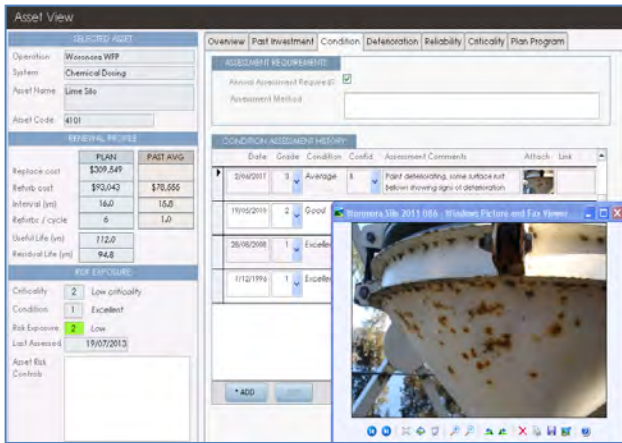 Asset View
SELECTED ASSET
Operation Woronora WFP
System Chemical Dosing
Asset Name Lime Silo
Asset Code 4101
RENEWAL PROFILE
PLAN PAST AVG
Replace cost $309,549
Refurb cost $93,043 $78,555
Interval (yrs) 16.0 15.8
Refurbs / cycle 6 1.0
Useful Life (yrs) 112.0
Residual Life (yrs) 94.8
RISK EXPOSURE
Criticality 2 Low criticality
Condition 1 Excellent
Risk Exposure 2 Low
Last Assessed 19/07/2013
Asset Risk
Controls
Overview Past Investment Condition Deterioration Reliability Criticality Plan Program
ASSESSMENT REQUIREMENTS
Annual Assessment Required?
Assessment Method
CONDITION ASSESSMENT HISTORY
Date Grade Condition Confid. Assessment Comments Attach Link
2/06/2011 3 Average B Paint deteriorating, some surface rust
bellows showing signs of deterioration
19/05/2010 2 Good
28/08/2008 1 Excellent
1/12/1996 1 Excellent
+ ADD
Woronora Silo 2011 086 - Windows Picture and Fax Viewer